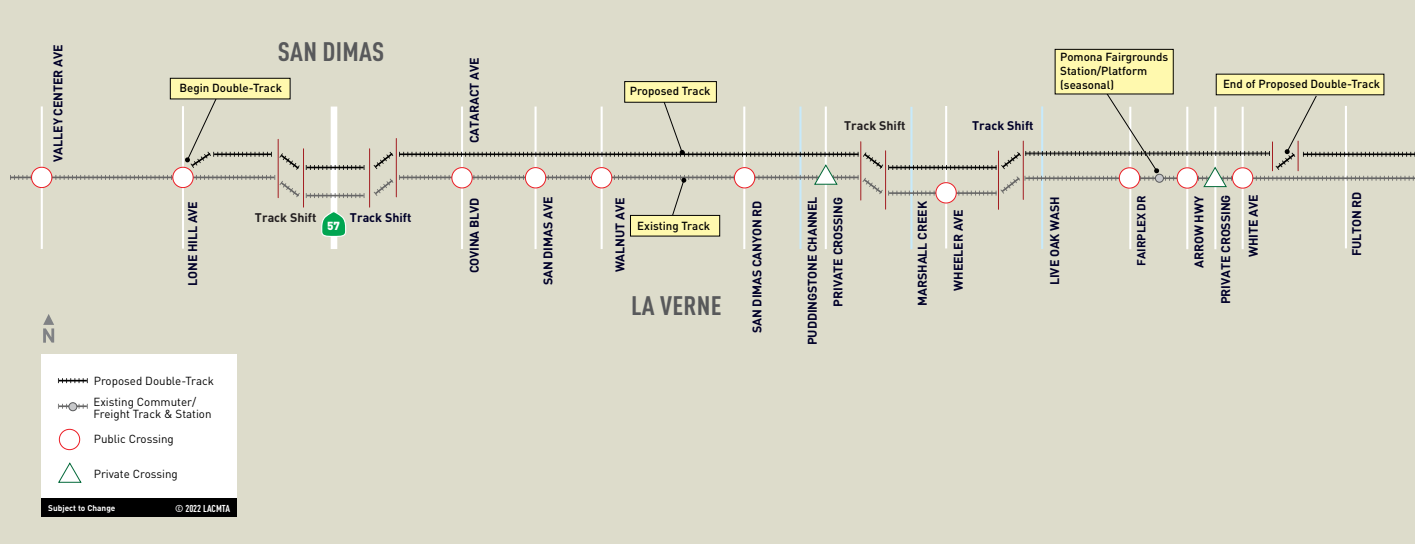 SAN DIMAS
VALLEY CENTER AVE
CATARACT AVE
Pomona Fairgrounds
Station/Platform
(seasonal)
Begin Double-Track
Proposed Track
End of Proposed Double-Track
Track Shift
Track Shift
Track Shift
57
Track Shift
Existing Track
LONE HILL AVE
COVINA BLVD
SAN DIMAS AVE
WALNUT AVE
SAN DIMAS CANYON RD
PUDDINGSTONE CHANNEL
PRIVATE CROSSING
MARSHALL CREEK
WHEELER AVE
LIVE OAK WASH
FAIRPLEX DR
ARROW HWY
PRIVATE CROSSING
WHITE AVE
FULTON RD
LA VERNE
N
Proposed Double-Track
Existing Commuter/
Freight Track & Station
Public Crossing
Private Crossing
Subject to Change
© 2022 LACMTA